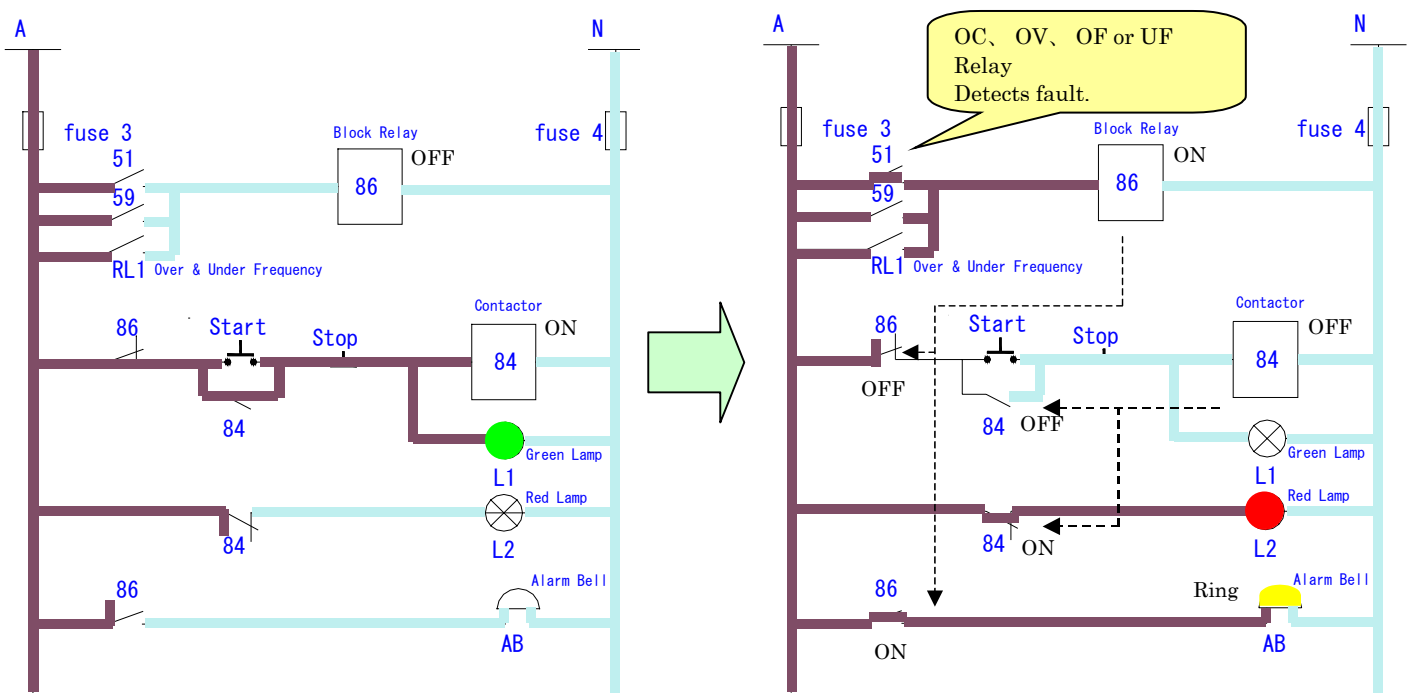 A
N
fuse 3
fuse 4
51
Block Relay
OFF
86
59
RL1 Over & Under Frequency
86
Start
Stop
Contactor
ON
84
84
Green Lamp
L1
Red Lamp
84
L2
86
Alarm Bell
AB
A
N
OC、 OV、 OF or UF
Relay
Detects fault.
fuse 3
fuse 4
51
Block Relay
ON
86
59
RL1 Over & Under Frequency
86
Start
Stop
Contactor
OFF
84
OFF
84
OFF
Green Lamp
L1
Red Lamp
84
ON
L2
86
Ring
Alarm Bell
AB
ON